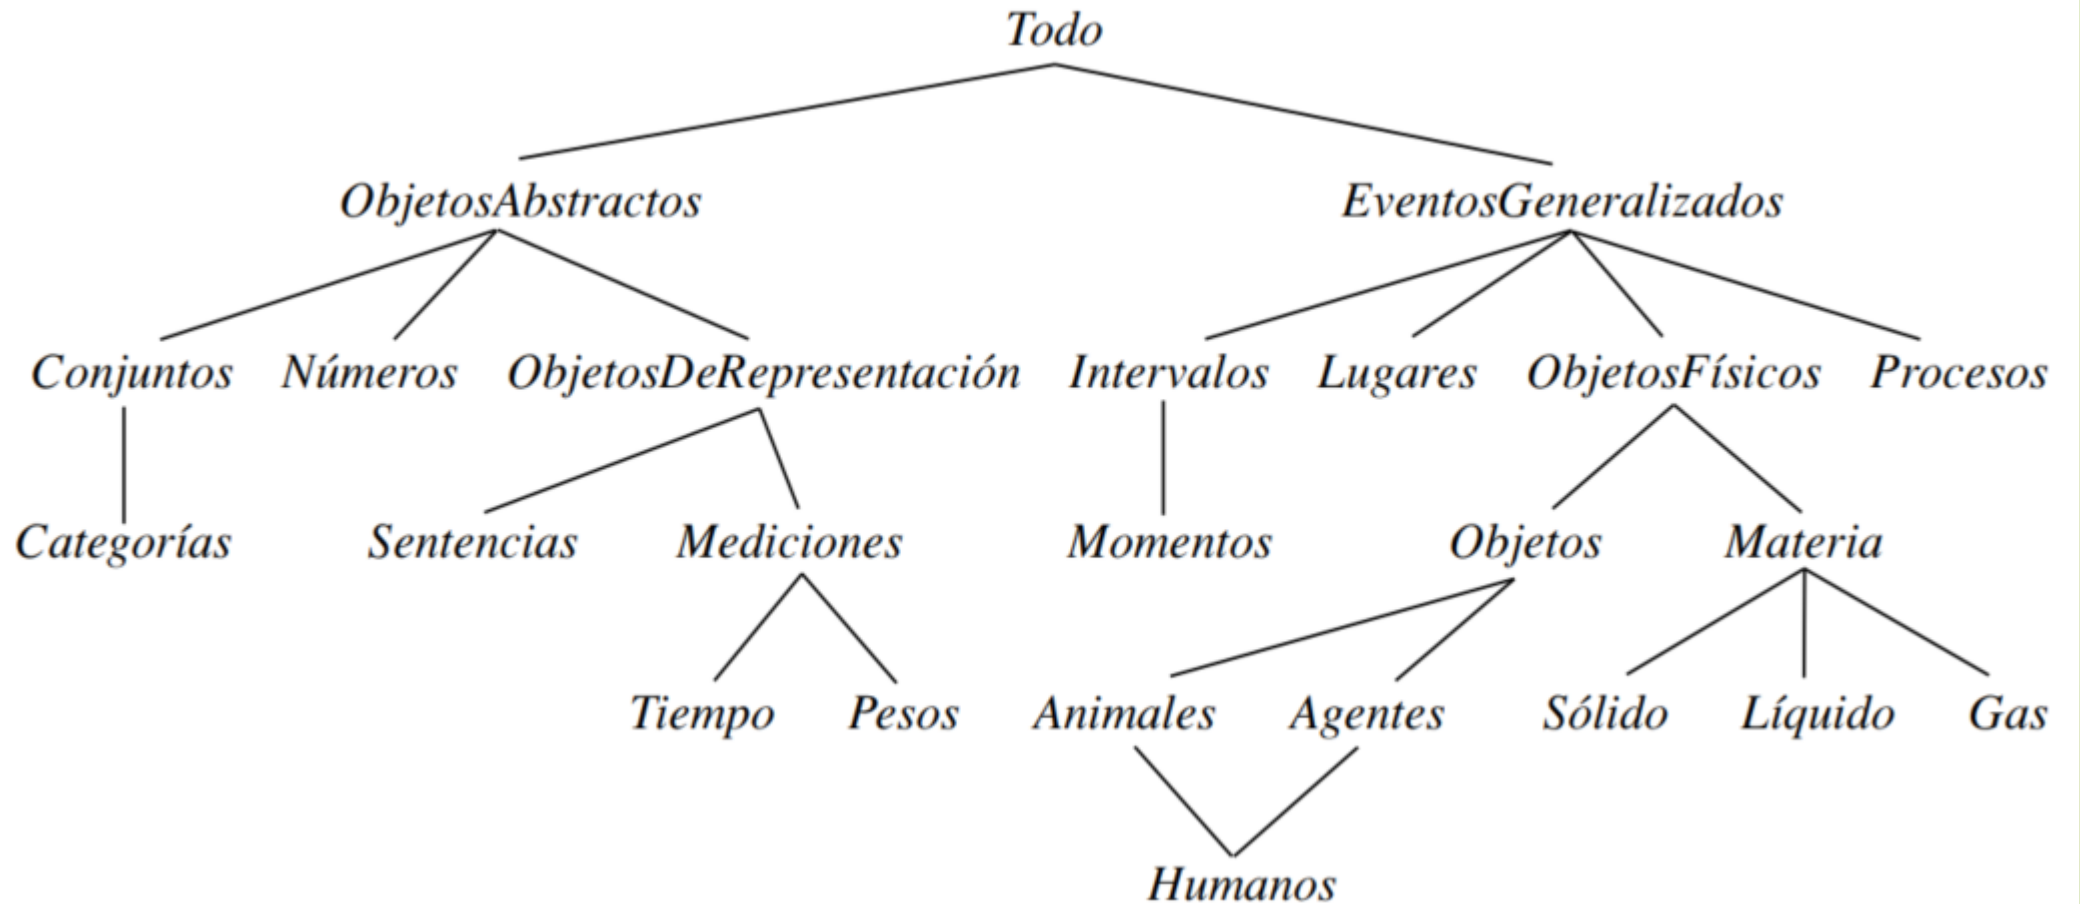 Todo
ObjetosAbstractos EventosGeneralizados
Conjuntos Números ObjetosDeRepresentación Intervalos Lugares ObjetosFísicos Procesos
Categorías Sentencias Mediciones Momentos Objetos Materia
Tiempo Pesos Animales Agentes Sólido Líquido Gas
Humanos